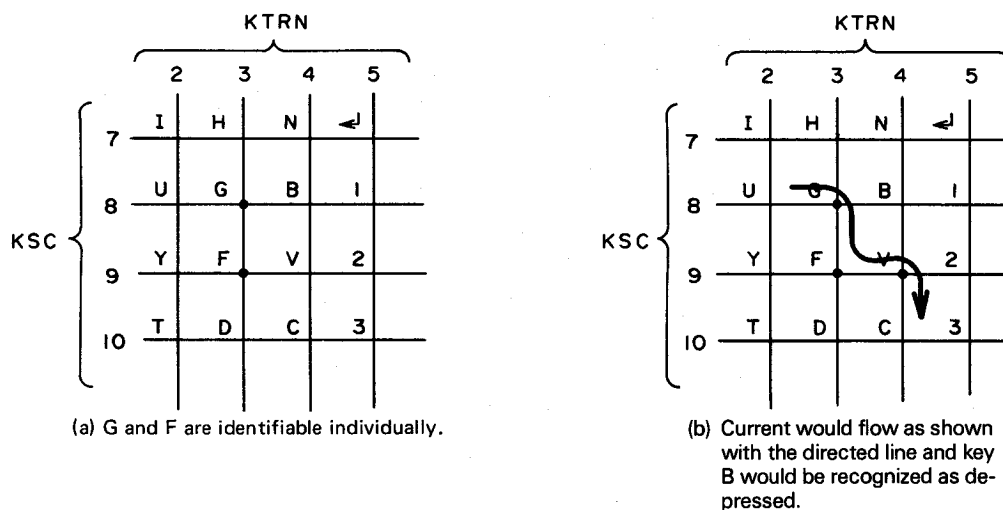 KTRN
2 3 4 5
KSC
7 I H N ↵
8 U G B 1
9 Y F V 2
10 T D C 3
(a) G and F are identifiable individually.
KTRN
2 3 4 5
KSC
7 I H N ↵
8 U G B 1
9 Y F V 2
10 T D C 3
(b) Current would flow as shown
with the directed line and key
B would be recognized as de-
pressed.